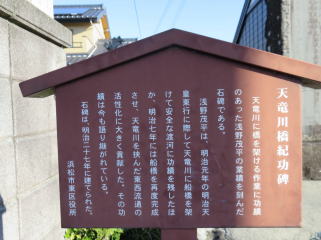 天竜川橋紀功碑
天竜川に橋を架ける作業に功績
のあった浅野茂平の業績を刻んだ
石碑である。
浅野茂平は、明治元年の明治天
皇東行に際して天竜川に船橋を架
けて安全な渡河に功績を残したほ
か、明治七年には船橋を再度完成
させ、天竜川を挟んだ東西流通の
活性化に大きく貢献した。その功
績は今も語り継がれている。
石碑は、明治二十七年に建てられた。
浜松市東区役所